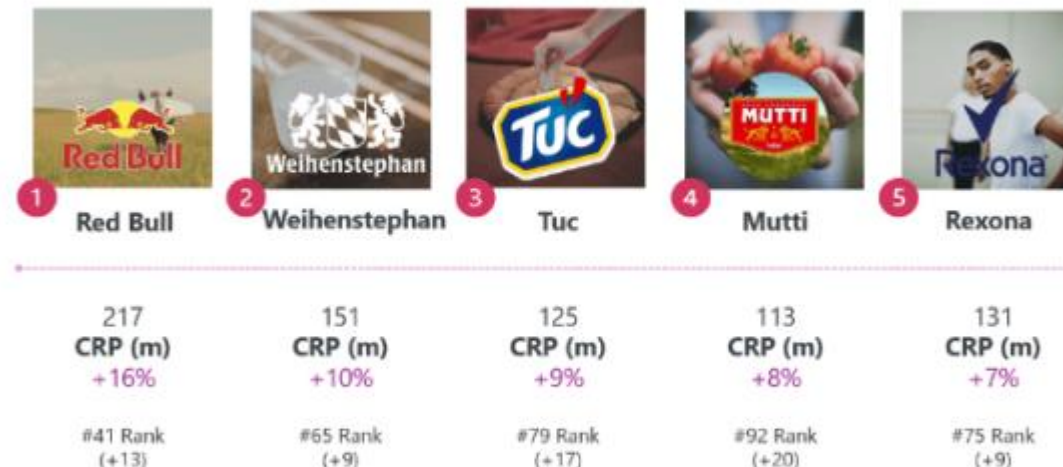 Red Bull
Weihenstephan
TUC
MUTTI
Rexona
1
2
3
4
5
Red Bull
Weihenstephan
Tuc
Mutti
Rexona
217
151
125
113
131
CRP (m)
CRP (m)
CRP (m)
CRP (m)
CRP (m)
+16%
+10%
+9%
+8%
+7%
#41 Rank
#65 Rank
#79 Rank
#92 Rank
#75 Rank
(+13)
(+9)
(+17)
(+20)
(+9)